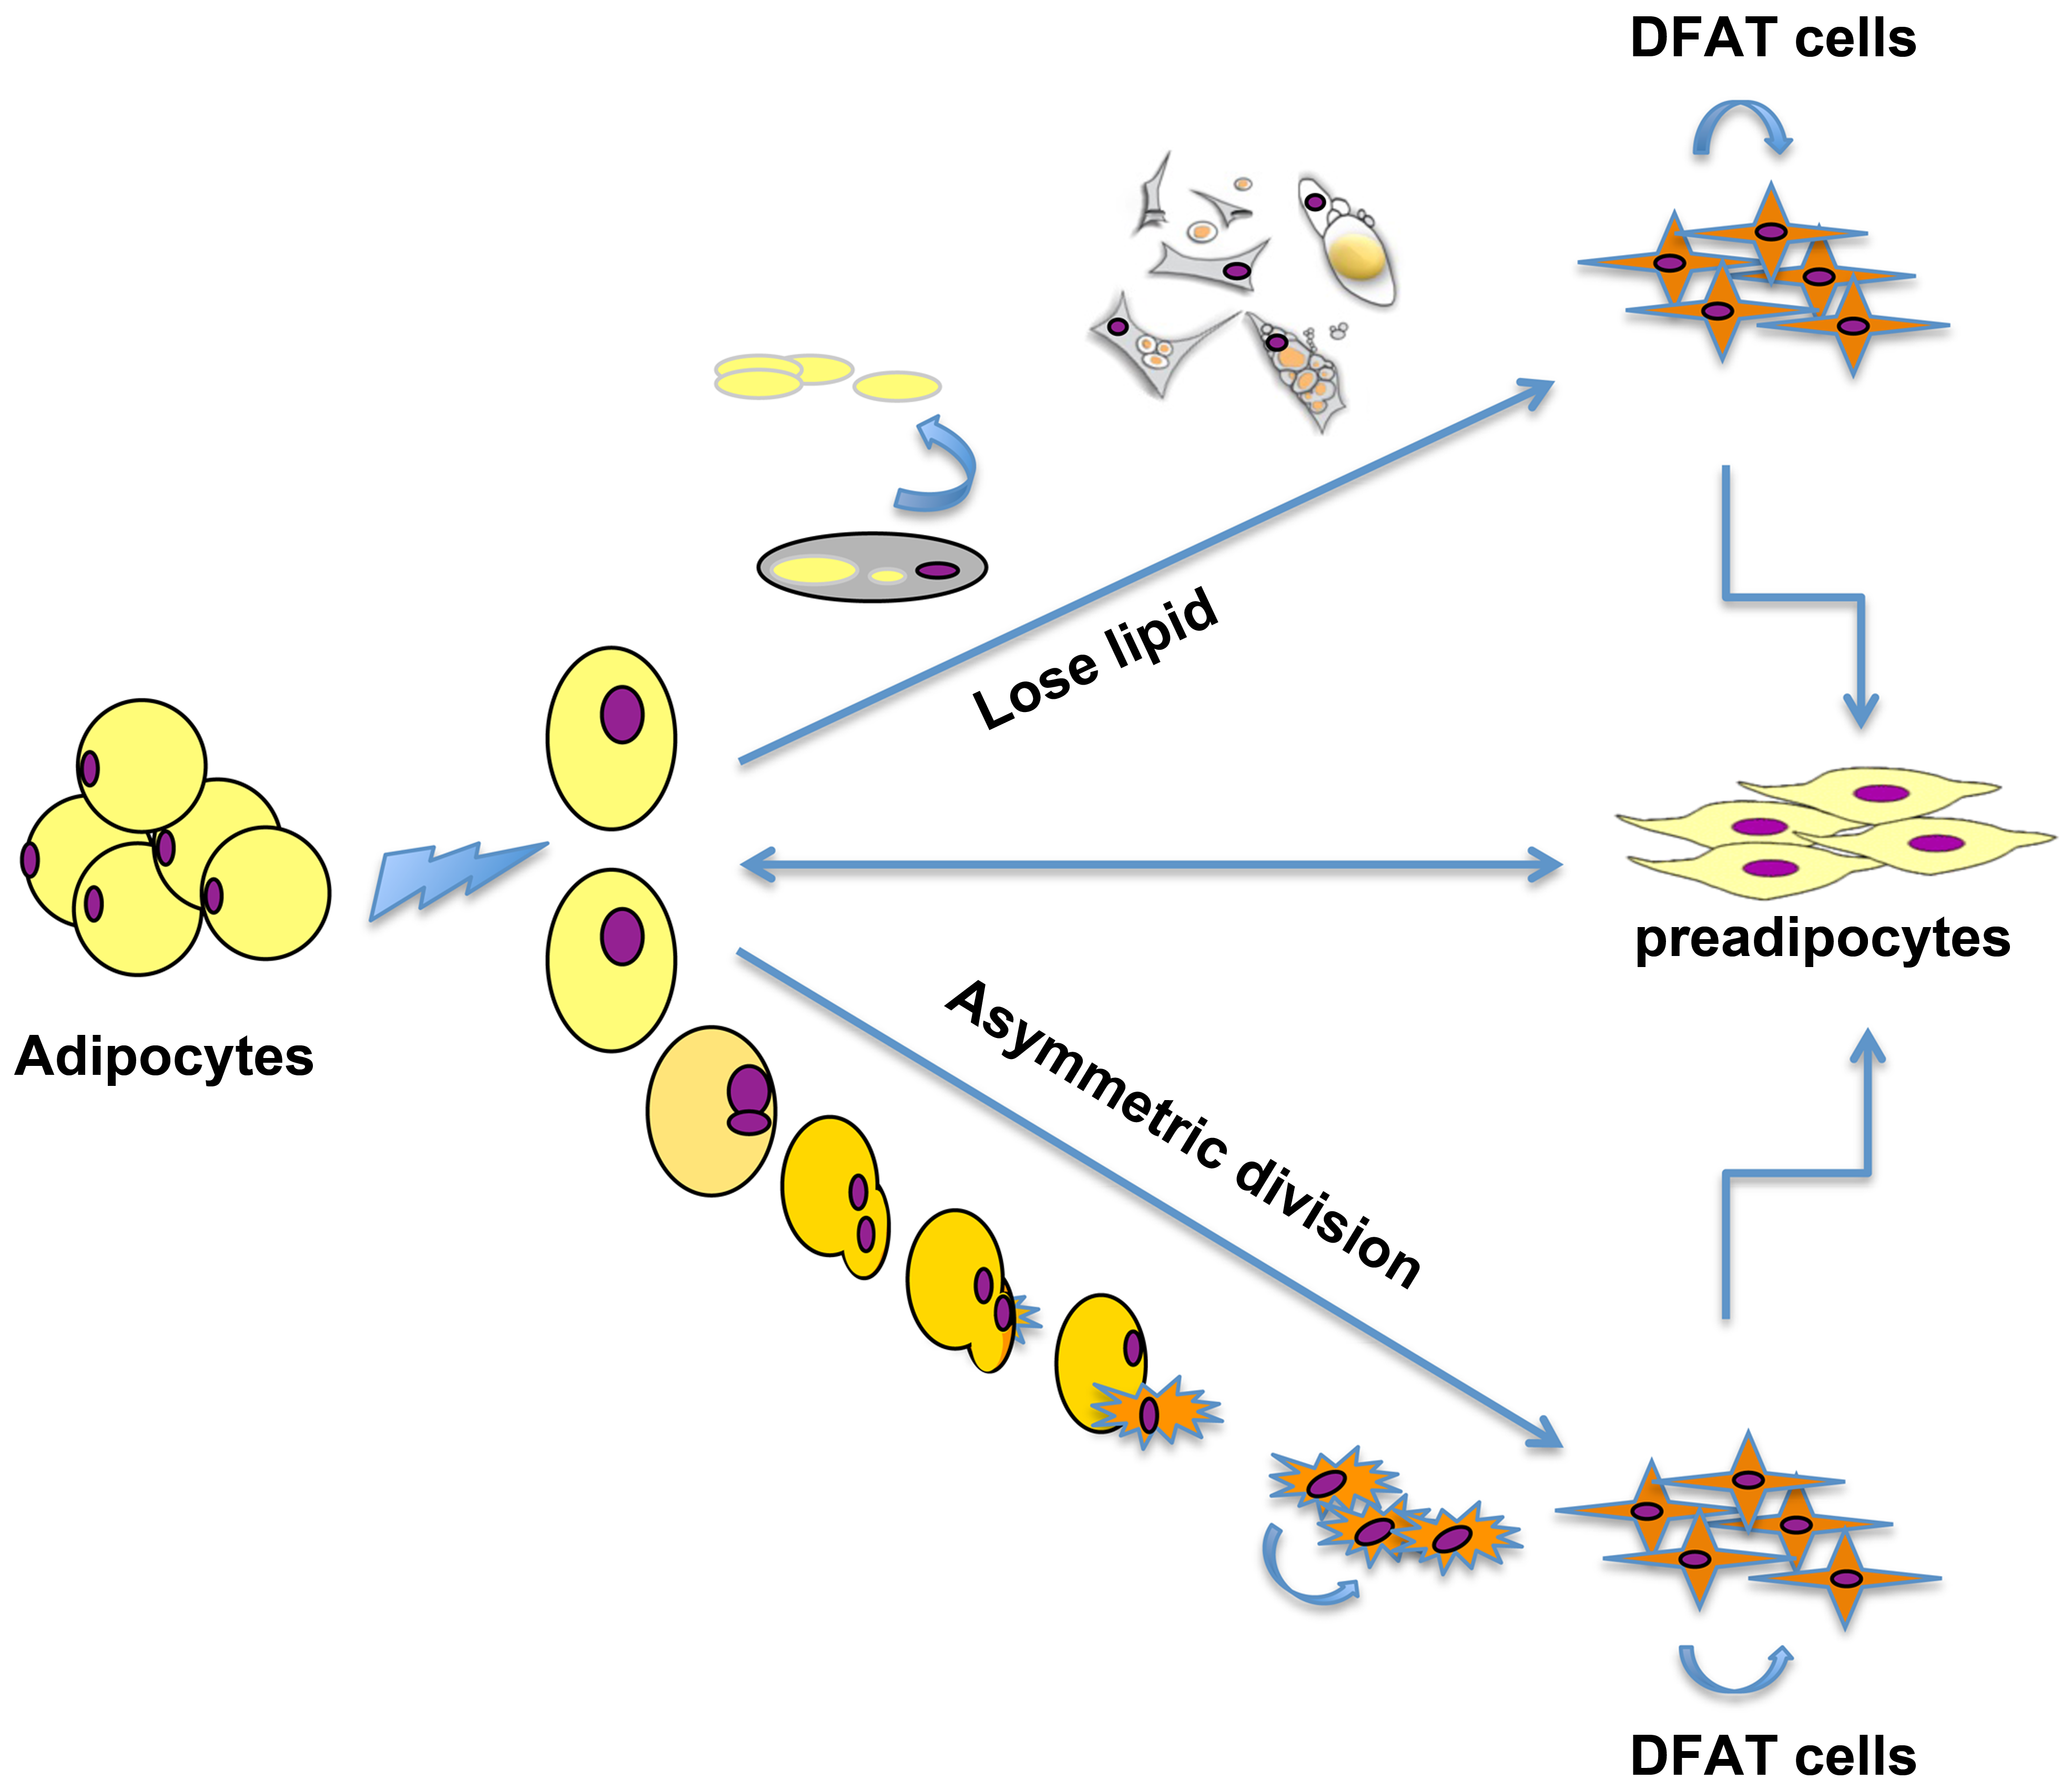 DFAT cells
Lose lipid
preadipocytes
Adipocytes
Asymmetric division
DFAT cells